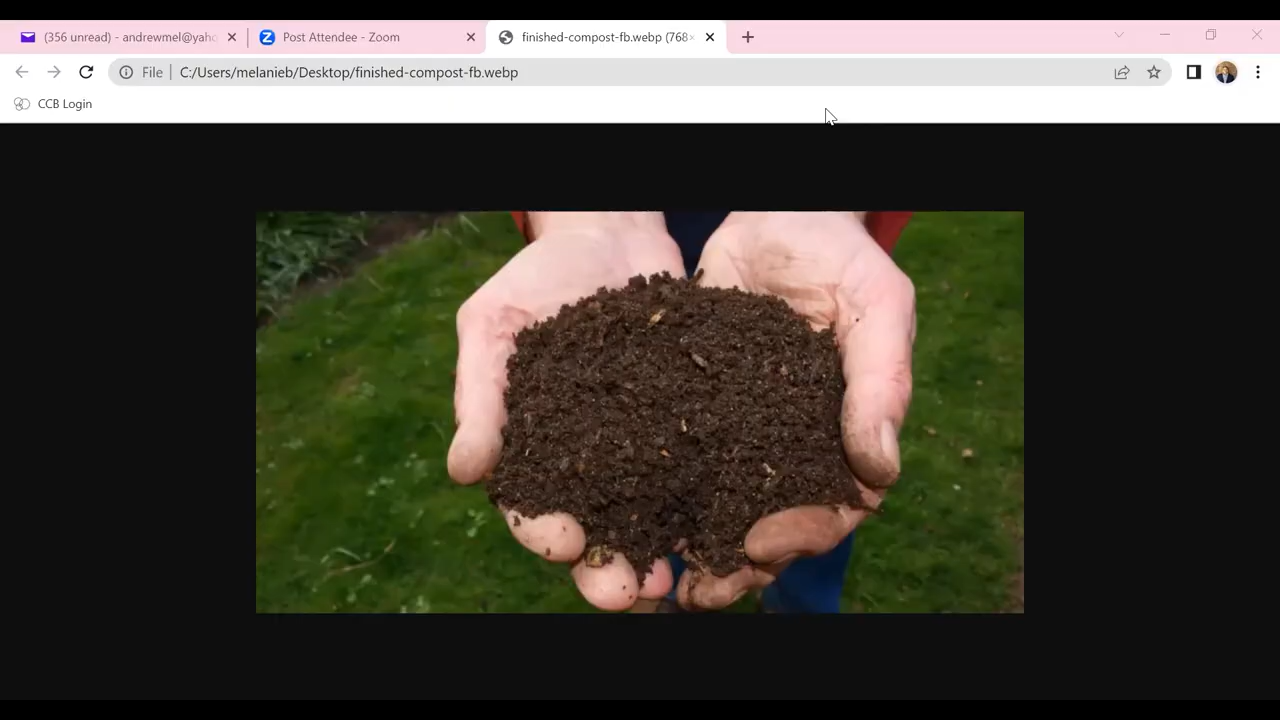 (356 unread) - andrewmel@yaho
Post Attendee - Zoom
finished-compost-fb.webp (768×
File
C:/Users/melanieb/Desktop/finished-compost-fb.webp
CCB Login